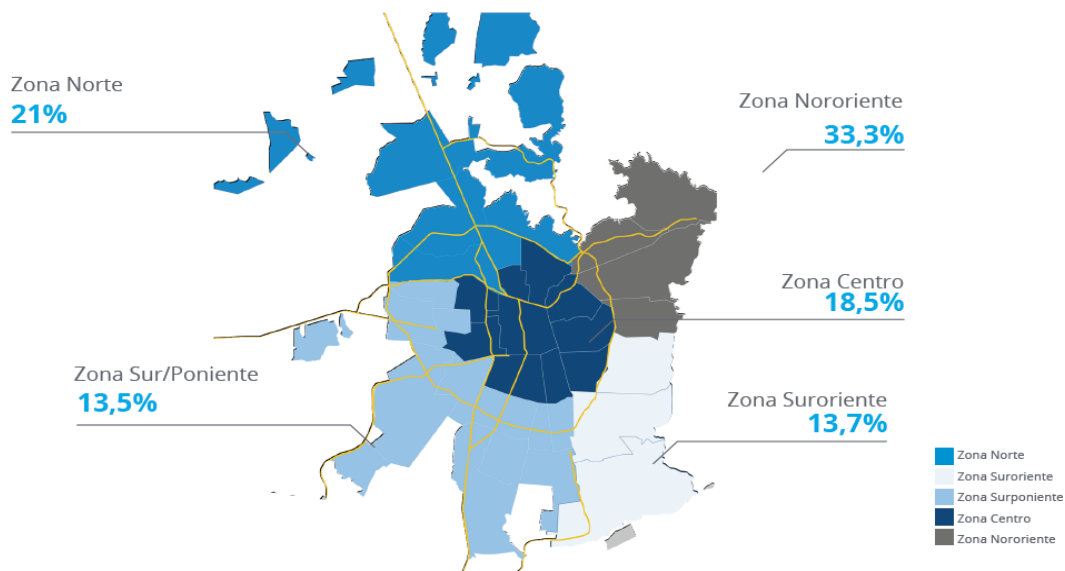 Zona Norte
21%
Zona Nororiente
33,3%
Zona Centro
18,5%
Zona Sur/Poniente
13,5%
Zona Suroriente
13,7%
Zona Norte
Zona Suroriente
Zona Surponiente
Zona Centro
Zona Nororiente